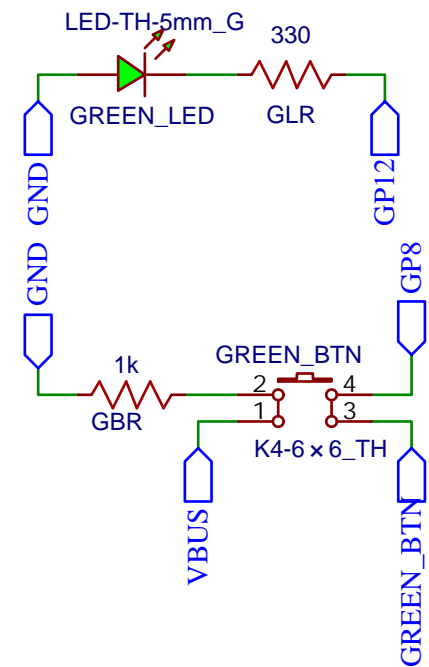 LED-TH-5mm_G
330
GREEN_LED
GLR
GND
GP12
GND
GP8
1k
GREEN_BTN
2
4
GBR
1
3
K4-6×6_TH
VBUS
GREEN_BTN